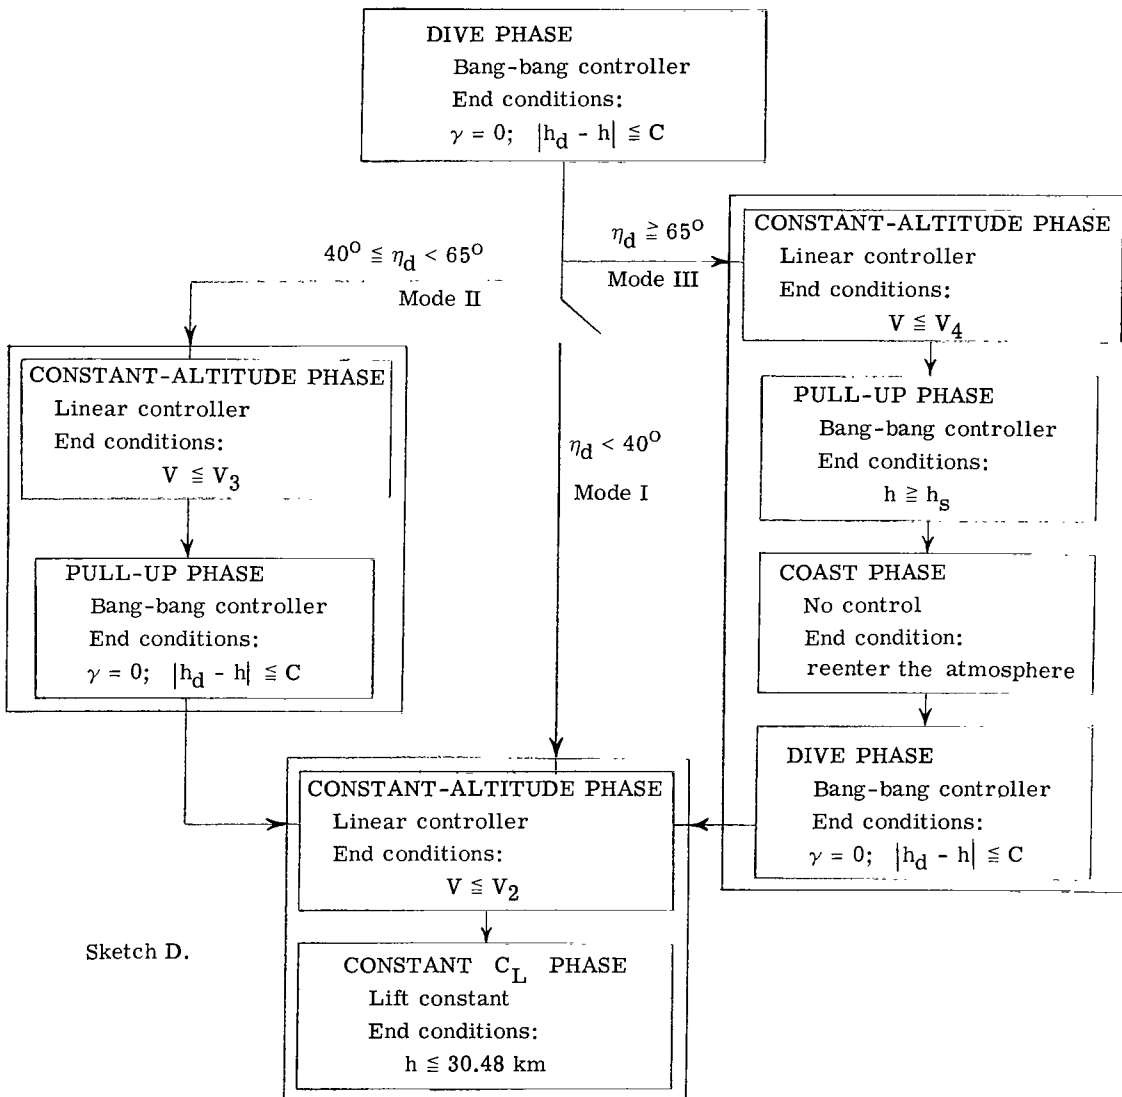 DIVE PHASE
Bang-bang controller
End conditions:
γ = 0; |h_d - h| ≦ C
η_d ≧ 65°
Mode III
40° ≦ η_d < 65°
Mode II
η_d < 40°
Mode I
CONSTANT-ALTITUDE PHASE
Linear controller
End conditions:
V ≦ V_3
PULL-UP PHASE
Bang-bang controller
End conditions:
γ = 0; |h_d - h| ≦ C
CONSTANT-ALTITUDE PHASE
Linear controller
End conditions:
V ≦ V_4
PULL-UP PHASE
Bang-bang controller
End conditions:
h ≧ h_s
COAST PHASE
No control
End condition:
reenter the atmosphere
DIVE PHASE
Bang-bang controller
End conditions:
γ = 0; |h_d - h| ≦ C
CONSTANT-ALTITUDE PHASE
Linear controller
End conditions:
V ≦ V_2
CONSTANT C_L PHASE
Lift constant
End conditions:
h ≦ 30.48 km
Sketch D.